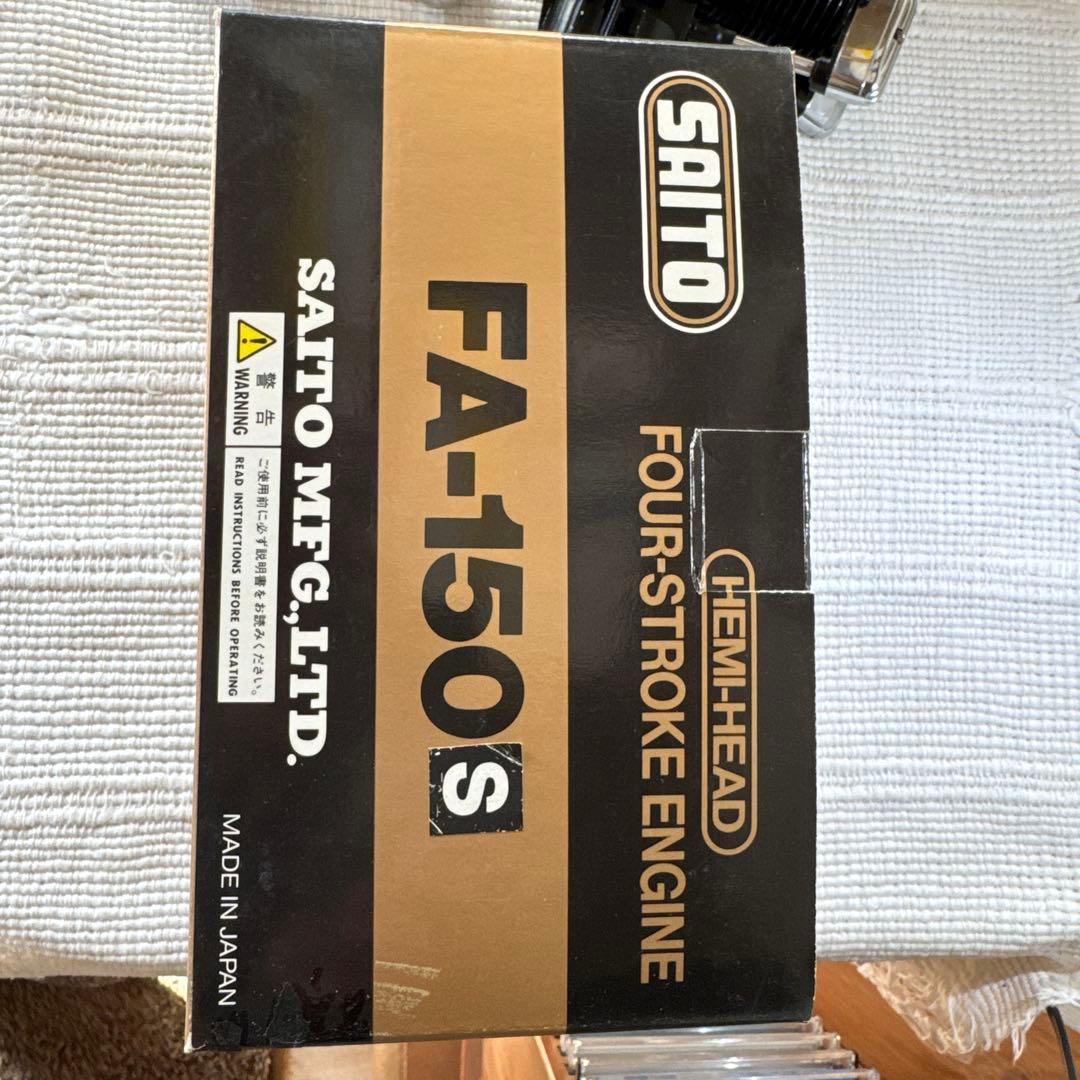 SAITO
HEMI-HEAD
FOUR-STROKE ENGINE
FA-150S
SAITO MFG.,LTD.
警告
WARNING
ご使用前に必ず説明書をお読みください。
READ INSTRUCTIONS BEFORE OPERATING
MADE IN JAPAN